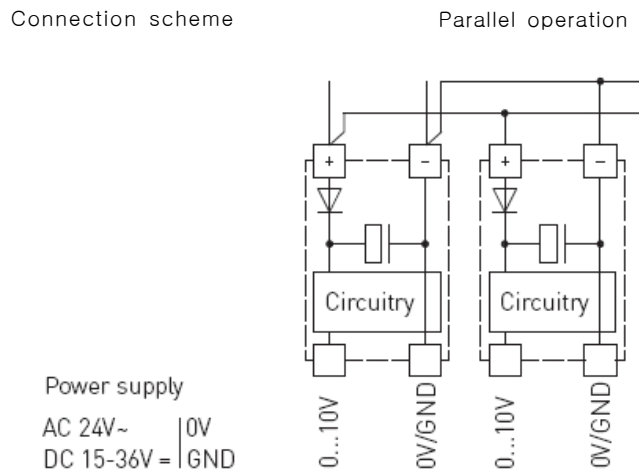 Connection scheme
Parallel operation
+ - + -
Circuitry Circuitry
0...10V 0V/GND 0...10V 0V/GND
Power supply
AC 24V~ 0V
DC 15-36V = GND